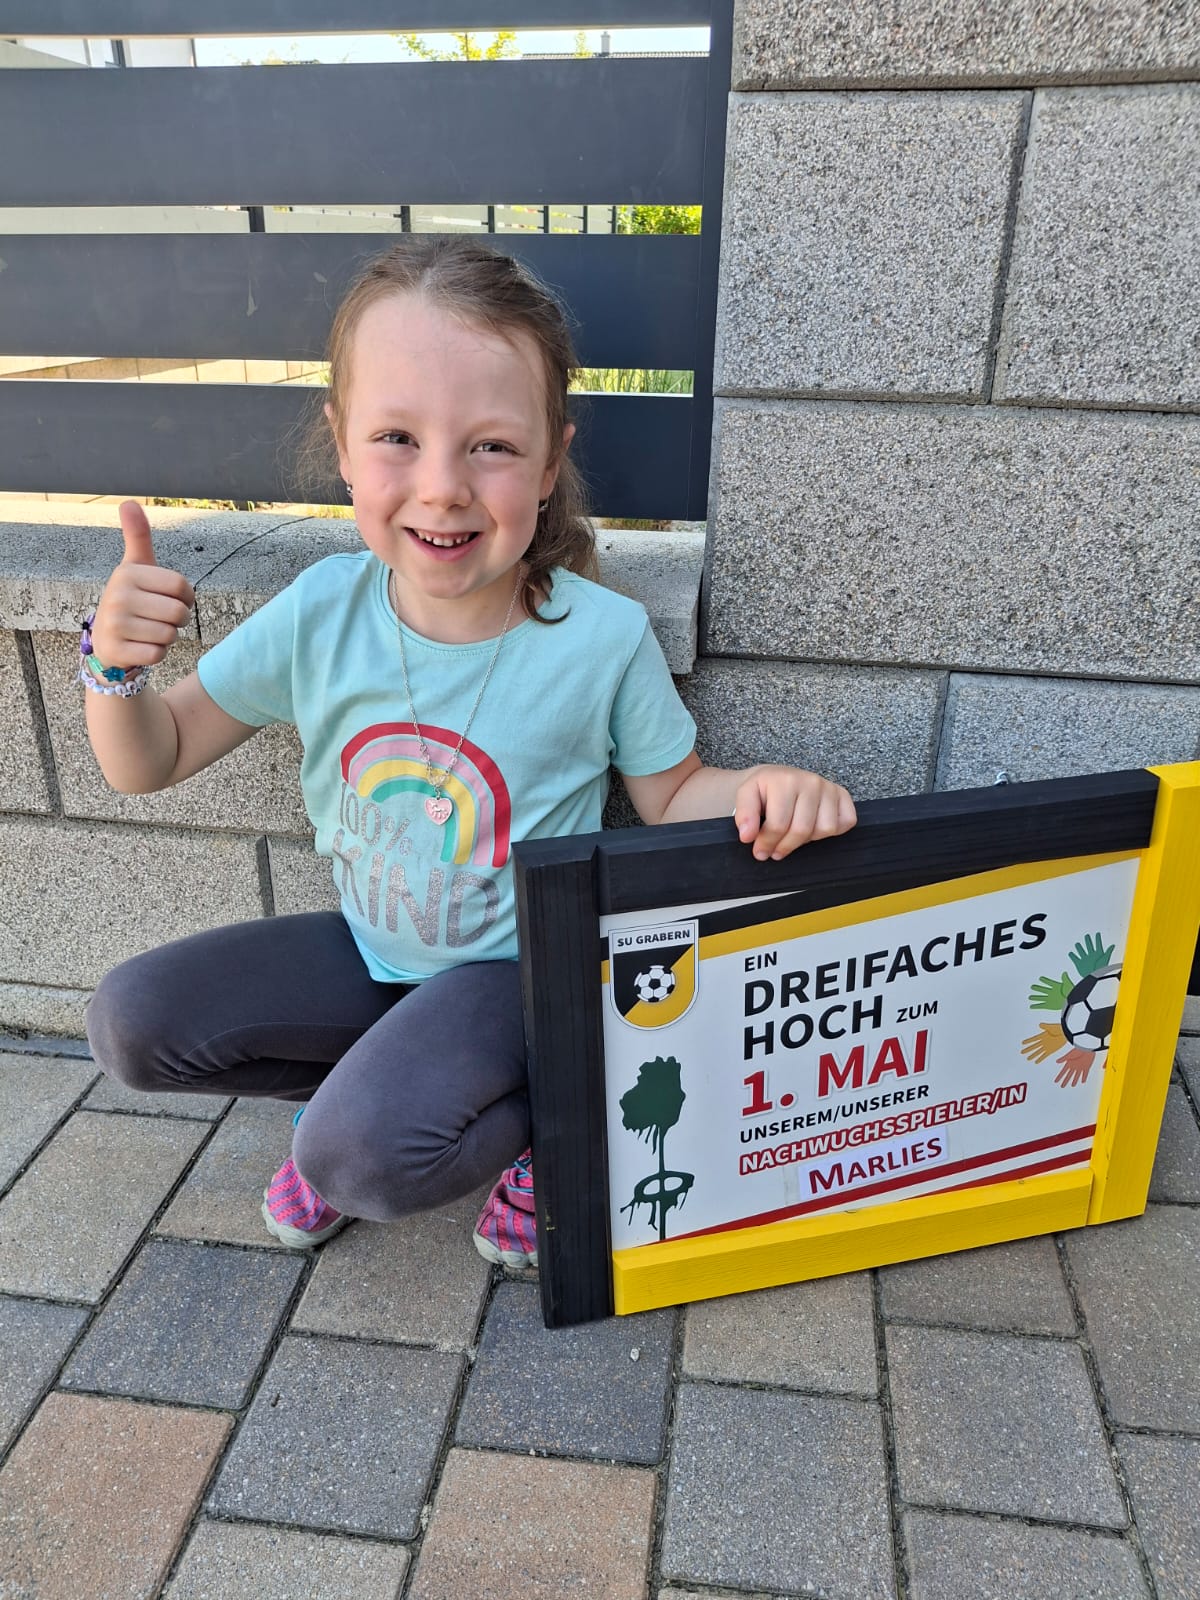 100%
KIND
SU GRABERN
EIN
DREIFACHES
HOCH ZUM
1. MAI
UNSEREM/UNSERER
NACHWUCHSSPIELER/IN
MARLIES